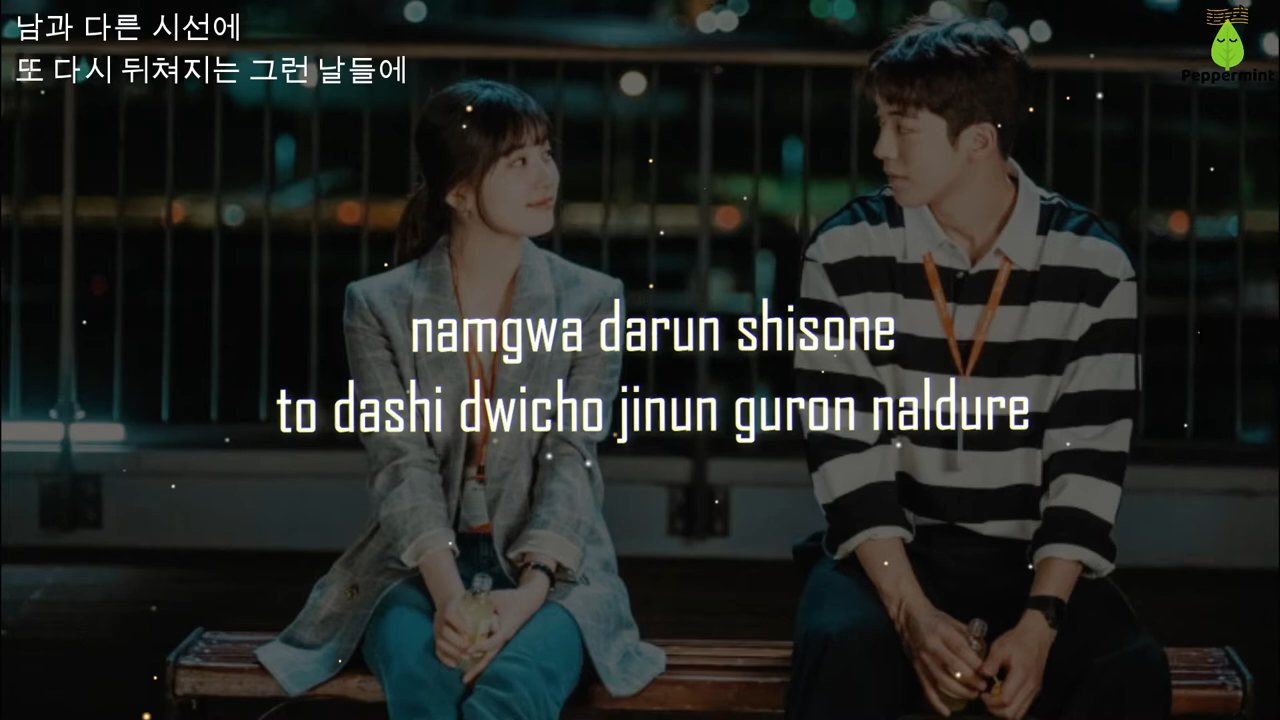 남과 다른 시선에
또 다시 뒤쳐지는 그런 날들에
Peppermint
namgwa darun shisone
to dashi dwicho jinun guron naldure